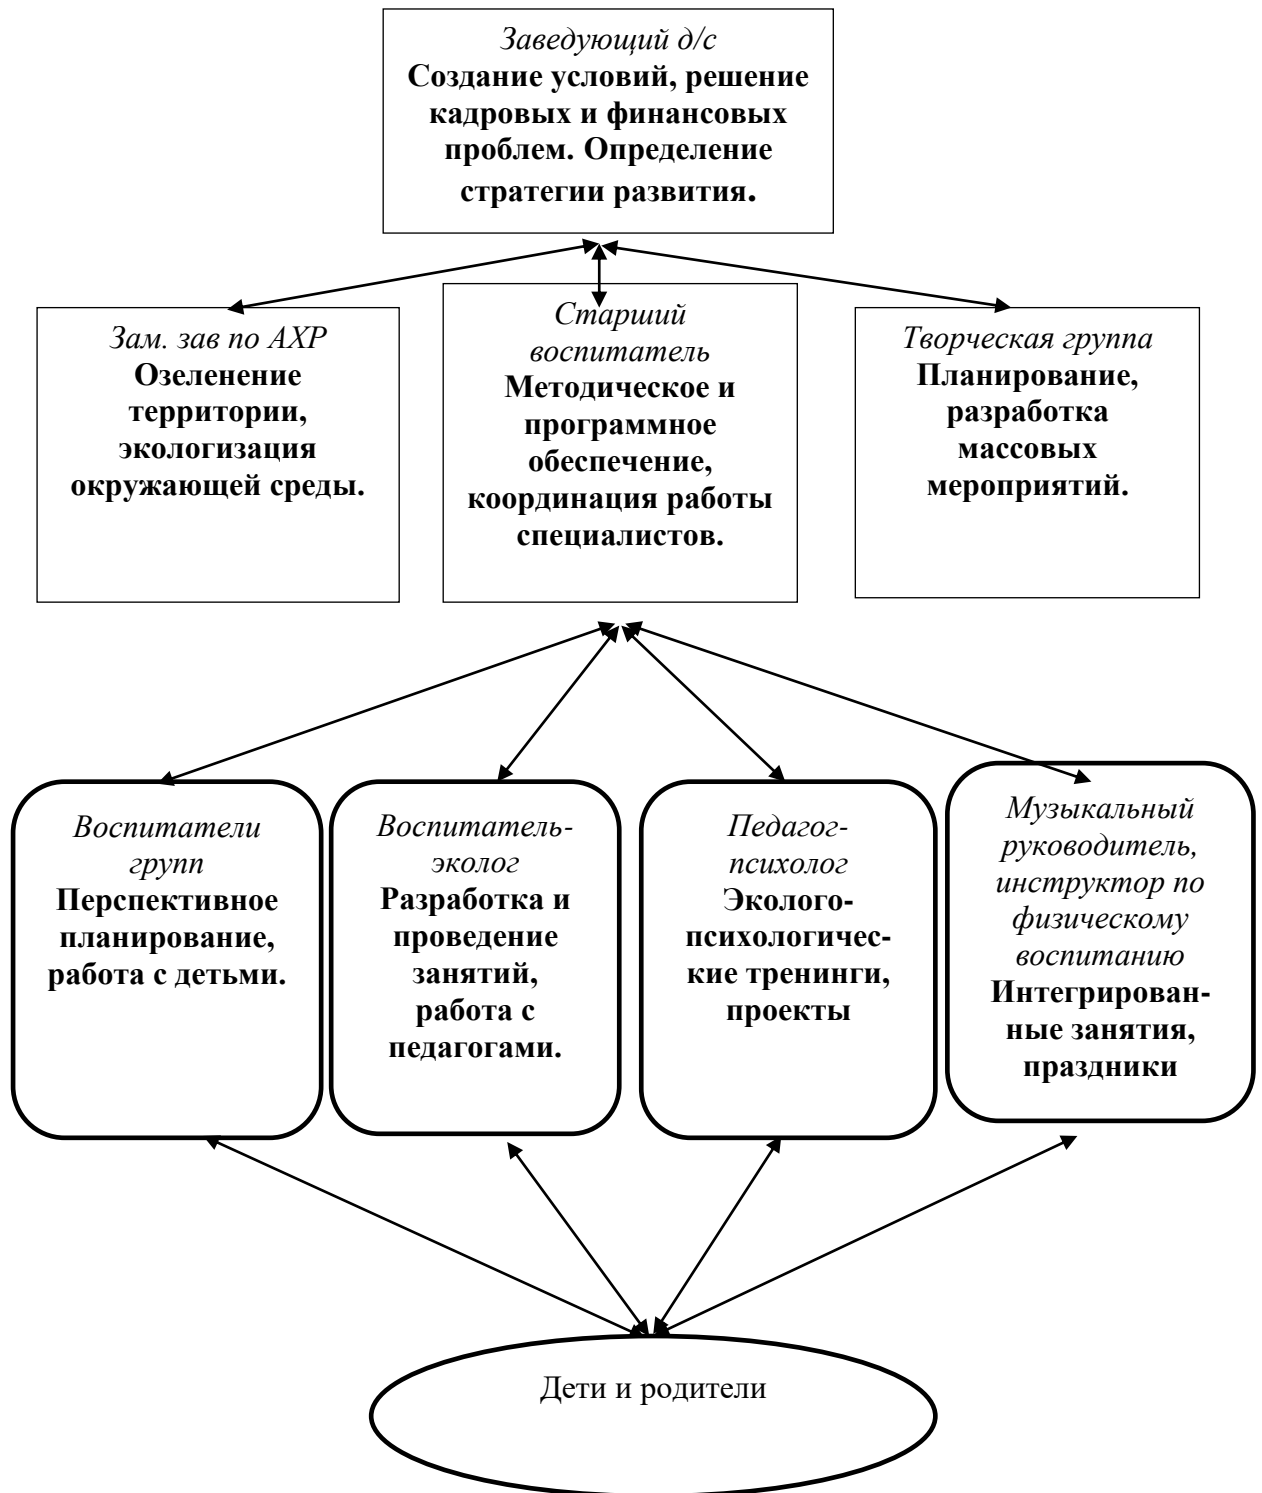 Заведующий д/с
Создание условий, решение
кадровых и финансовых
проблем. Определение
стратегии развития.
Зам. зав по АХР
Озеленение
территории,
экологизация
окружающей среды.
Старший
воспитатель
Методическое и
программное
обеспечение,
координация работы
специалистов.
Творческая группа
Планирование,
разработка
массовых
мероприятий.
Воспитатели
групп
Перспективное
планирование,
работа с детьми.
Воспитатель-
эколог
Разработка и
проведение
занятий,
работа с
педагогами.
Педагог-
психолог
Эколого-
психологичес-
кие тренинги,
проекты
Музыкальный
руководитель,
инструктор по
физическому
воспитанию
Интегрирован-
ные занятия,
праздники
Дети и родители